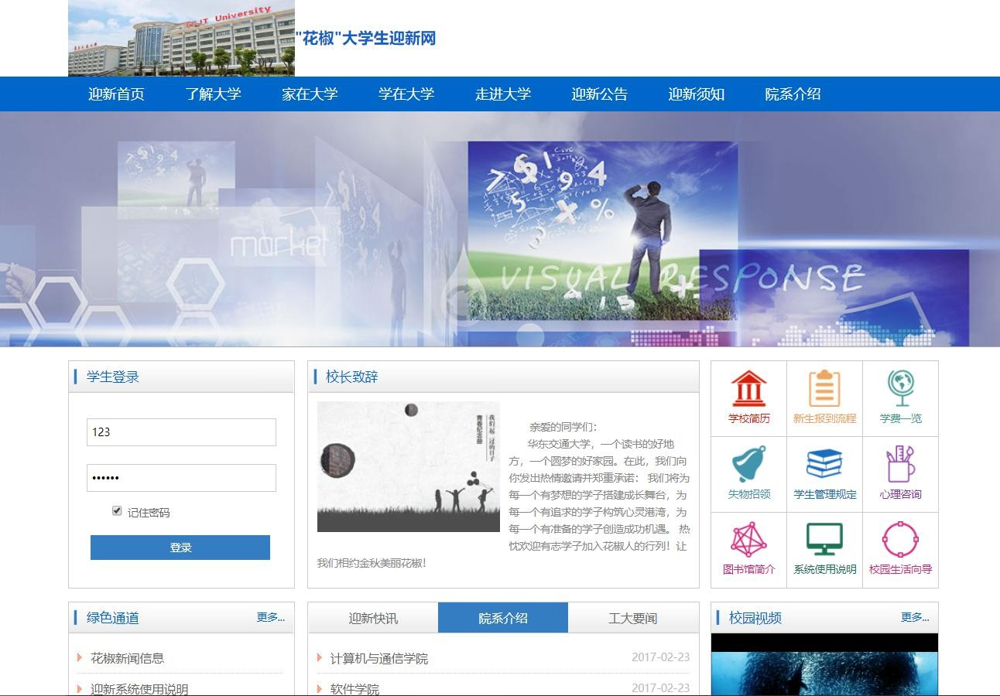 ECJT University
"花椒"大学生迎新网
迎新首页 了解大学 家在大学 学在大学 走进大学 迎新公告 迎新须知 院系介绍
market
VISUAL RESPONSE
学生登录
123
••••••
记住密码
登录
校长致辞
我们一起走过的日子
青春纪念册
亲爱的同学们:
华东交通大学,一个读书的好地
方,一个圆梦的好家园。在此,我们向
你发出热情邀请并郑重承诺: 我们将为
每一个有梦想的学子搭建成长舞台,为
每一个有追求的学子构筑心灵港湾,为
每一个有准备的学子创造成功机遇。 热
忱欢迎有志学子加入花椒人的行列!让
我们相约金秋美丽花椒!
学校简历 新生报到流程 学费一览
失物招领 学生管理规定 心理咨询
图书馆简介 系统使用说明 校园生活向导
绿色通道 更多...
花椒新闻信息
迎新系统使用说明
迎新快讯 院系介绍 工大要闻
计算机与通信学院 2017-02-23
软件学院 2017-02-23
校园视频 更多...